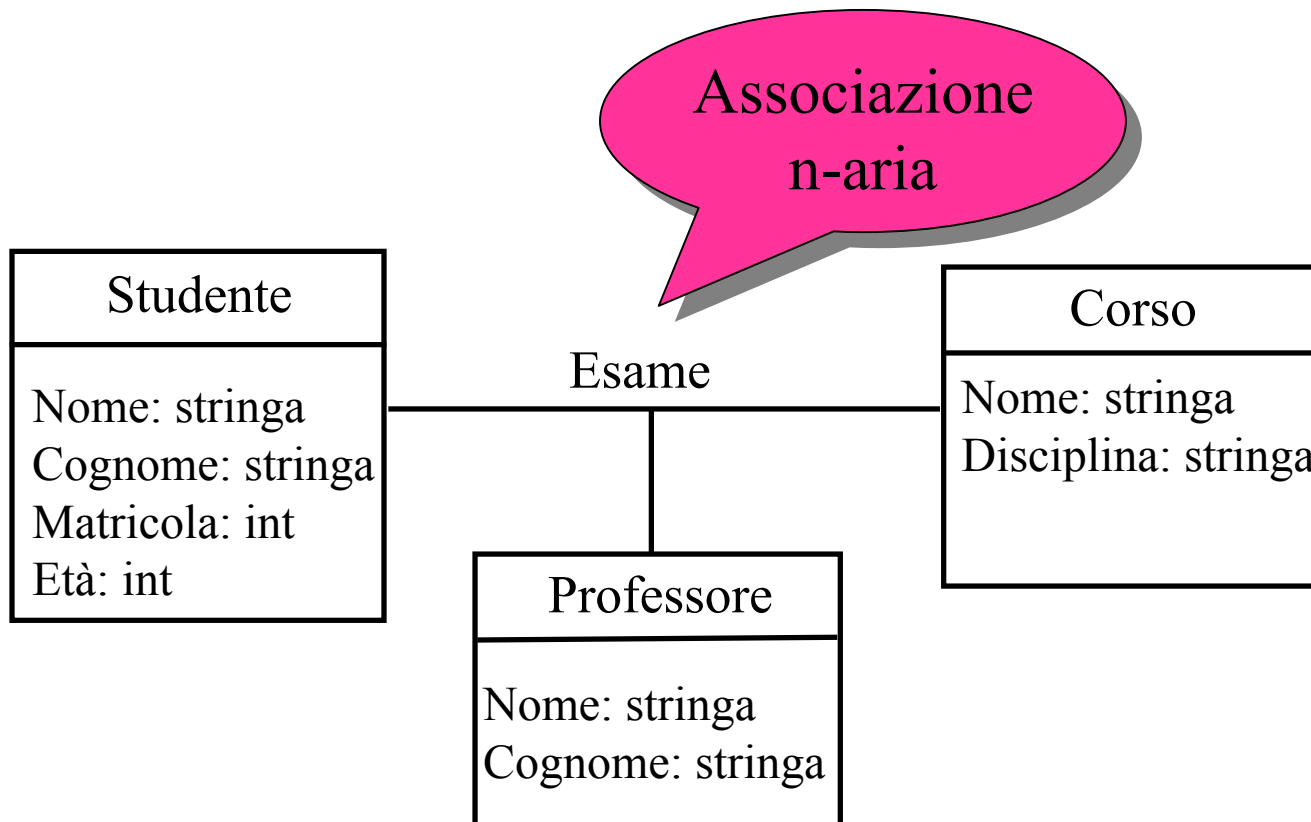 Associazione
n-aria
Studente
Nome: stringa
Cognome: stringa
Matricola: int
Età: int
Esame
Corso
Nome: stringa
Disciplina: stringa
Professore
Nome: stringa
Cognome: stringa